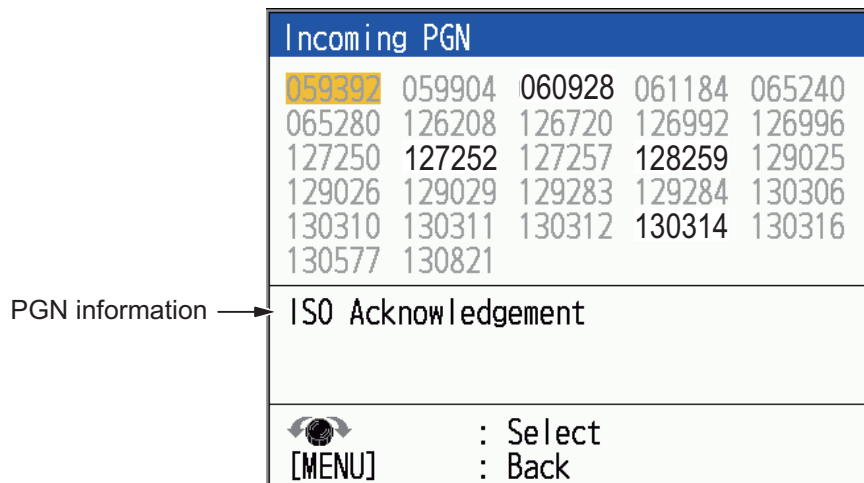 Incoming PGN
059392 059904 060928 061184 065240
065280 126208 126720 126992 126996
127250 127252 127257 128259 129025
129026 129029 129283 129284 130306
130310 130311 130312 130314 130316
130577 130821
PGN information
ISO Acknowledgement
: Select
[MENU] : Back